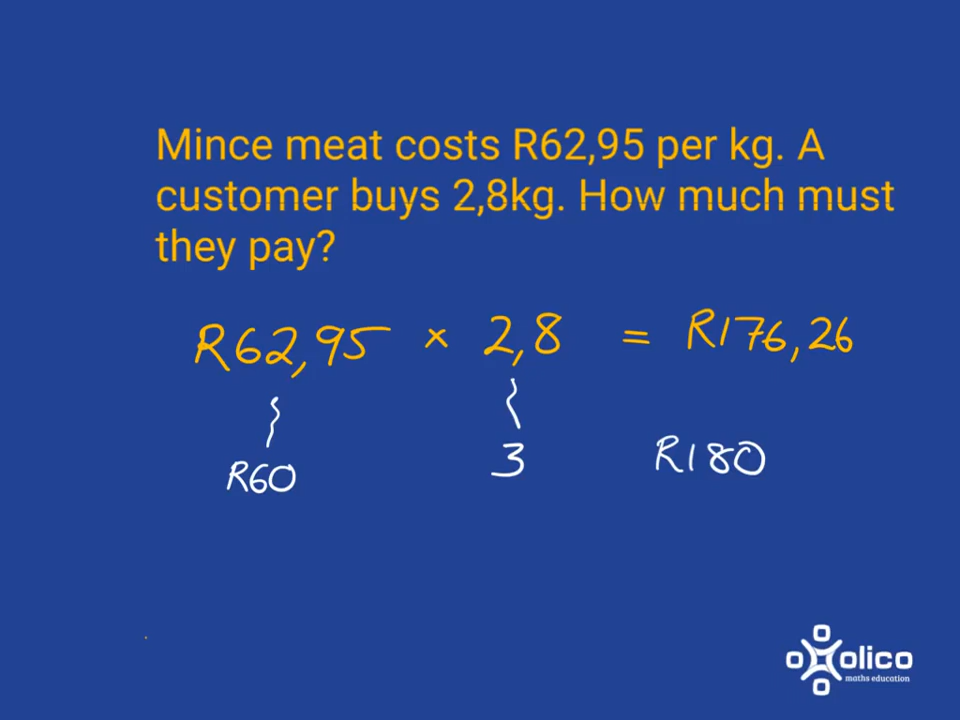 Mince meat costs R62,95 per kg. A
customer buys 2,8kg. How much must
they pay?
R62,95 × 2,8 = R176,26
R60 3 R180
olico
maths education